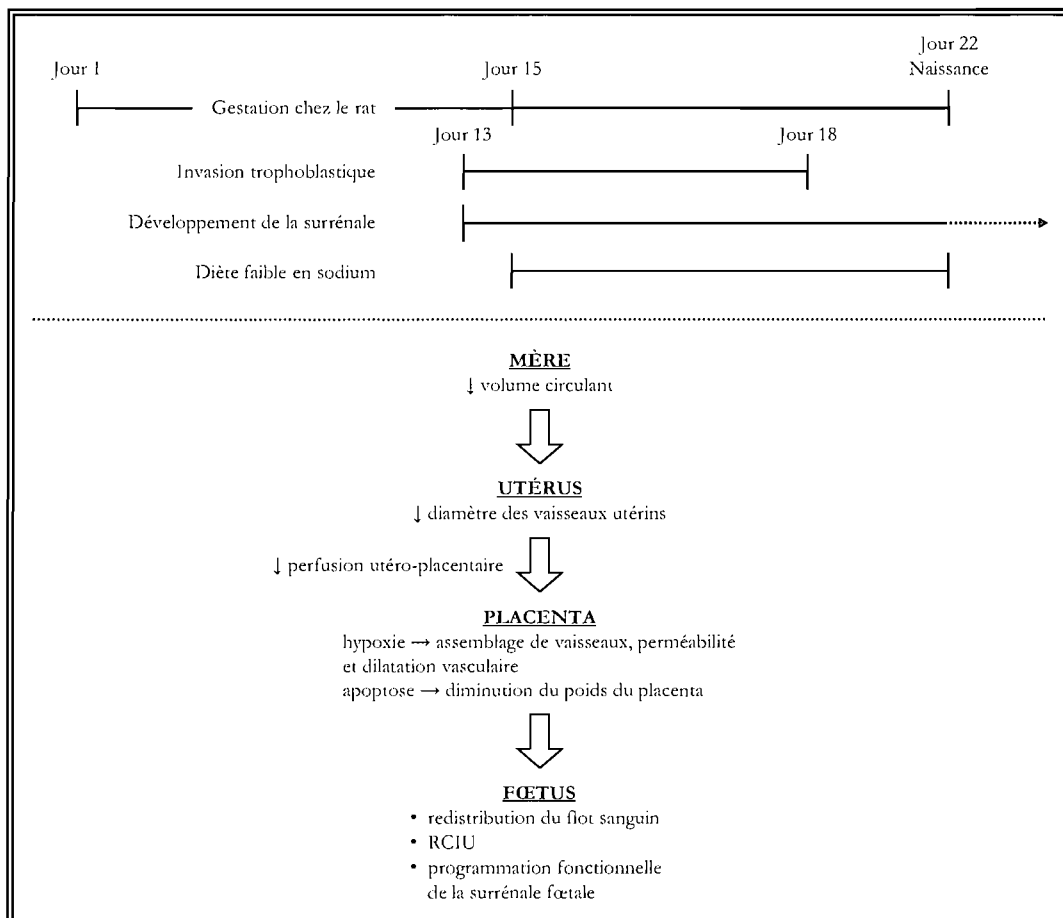 Jour 22
Jour 1 Jour 15 Naissance
Gestation chez le rat
Jour 13 Jour 18
Invasion trophoblastique
Développement de la surrénale
Diète faible en sodium
MÈRE
↓ volume circulant
UTÉRUS
↓ diamètre des vaisseaux utérins
↓ perfusion utéro-placentaire
PLACENTA
hypoxie → assemblage de vaisseaux, perméabilité
et dilatation vasculaire
apoptose → diminution du poids du placenta
FŒTUS
• redistribution du flot sanguin
• RCIU
• programmation fonctionnelle
de la surrénale fœtale